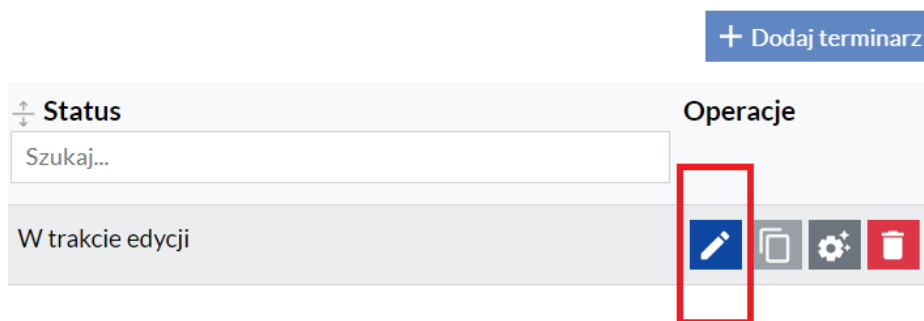 + Dodaj terminarz
Status
Operacje
Szukaj...
W trakcie edycji